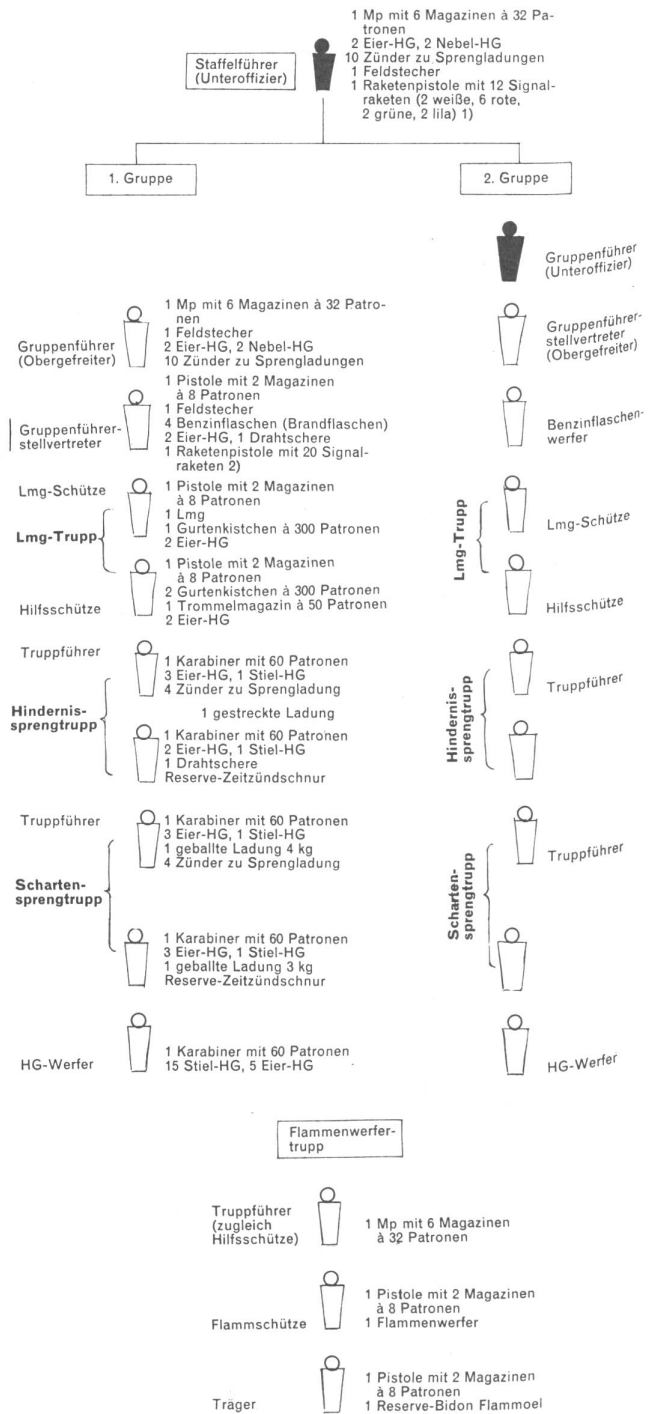 Staffelführer
(Unteroffizier)
1 Mp mit 6 Magazinen à 32 Pa-
tronen
2 Eier-HG, 2 Nebel-HG
10 Zünder zu Sprengladungen
1 Feldstecher
1 Raketenpistole mit 12 Signal-
raketen (2 weiße, 6 rote,
2 grüne, 2 lila) 1)
1. Gruppe
Gruppenführer
(Obergefreiter)
1 Mp mit 6 Magazinen à 32 Patro-
nen
1 Feldstecher
2 Eier-HG, 2 Nebel-HG
10 Zünder zu Sprengladungen
Gruppenführer-
stellvertreter
1 Pistole mit 2 Magazinen
à 8 Patronen
1 Feldstecher
4 Benzinflaschen (Brandflaschen)
2 Eier-HG, 1 Drahtschere
1 Raketenpistole mit 20 Signal-
raketen 2)
Lmg-Trupp
Lmg-Schütze
1 Pistole mit 2 Magazinen
à 8 Patronen
1 Lmg
1 Gurtenkistchen à 300 Patronen
2 Eier-HG
Hilfsschütze
1 Pistole mit 2 Magazinen
à 8 Patronen
2 Gurtenkistchen à 300 Patronen
1 Trommelmagazin à 50 Patronen
2 Eier-HG
Hindernis-
sprengtrupp
Truppführer
1 Karabiner mit 60 Patronen
3 Eier-HG, 1 Stiel-HG
4 Zünder zu Sprengladung
1 gestreckte Ladung
1 Karabiner mit 60 Patronen
2 Eier-HG, 1 Stiel-HG
1 Drahtschere
Reserve-Zeitzündschnur
Scharten-
sprengtrupp
Truppführer
1 Karabiner mit 60 Patronen
3 Eier-HG, 1 Stiel-HG
1 geballte Ladung 4 kg
4 Zünder zu Sprengladung
1 Karabiner mit 60 Patronen
3 Eier-HG, 1 Stiel-HG
1 geballte Ladung 3 kg
Reserve-Zeitzündschnur
HG-Werfer
1 Karabiner mit 60 Patronen
15 Stiel-HG, 5 Eier-HG
2. Gruppe
Gruppenführer
(Unteroffizier)
Gruppenführer-
stellvertreter
(Obergefreiter)
Benzinflaschen-
werfer
Lmg-Trupp
Lmg-Schütze
Hilfsschütze
Hindernis-
sprengtrupp
Truppführer
Scharten-
sprengtrupp
Truppführer
HG-Werfer
Flammenwerfer-
trupp
Truppführer
(zugleich
Hilfsschütze)
1 Mp mit 6 Magazinen
à 32 Patronen
Flammschütze
1 Pistole mit 2 Magazinen
à 8 Patronen
1 Flammenwerfer
Träger
1 Pistole mit 2 Magazinen
à 8 Patronen
1 Reserve-Bidon Flammoel